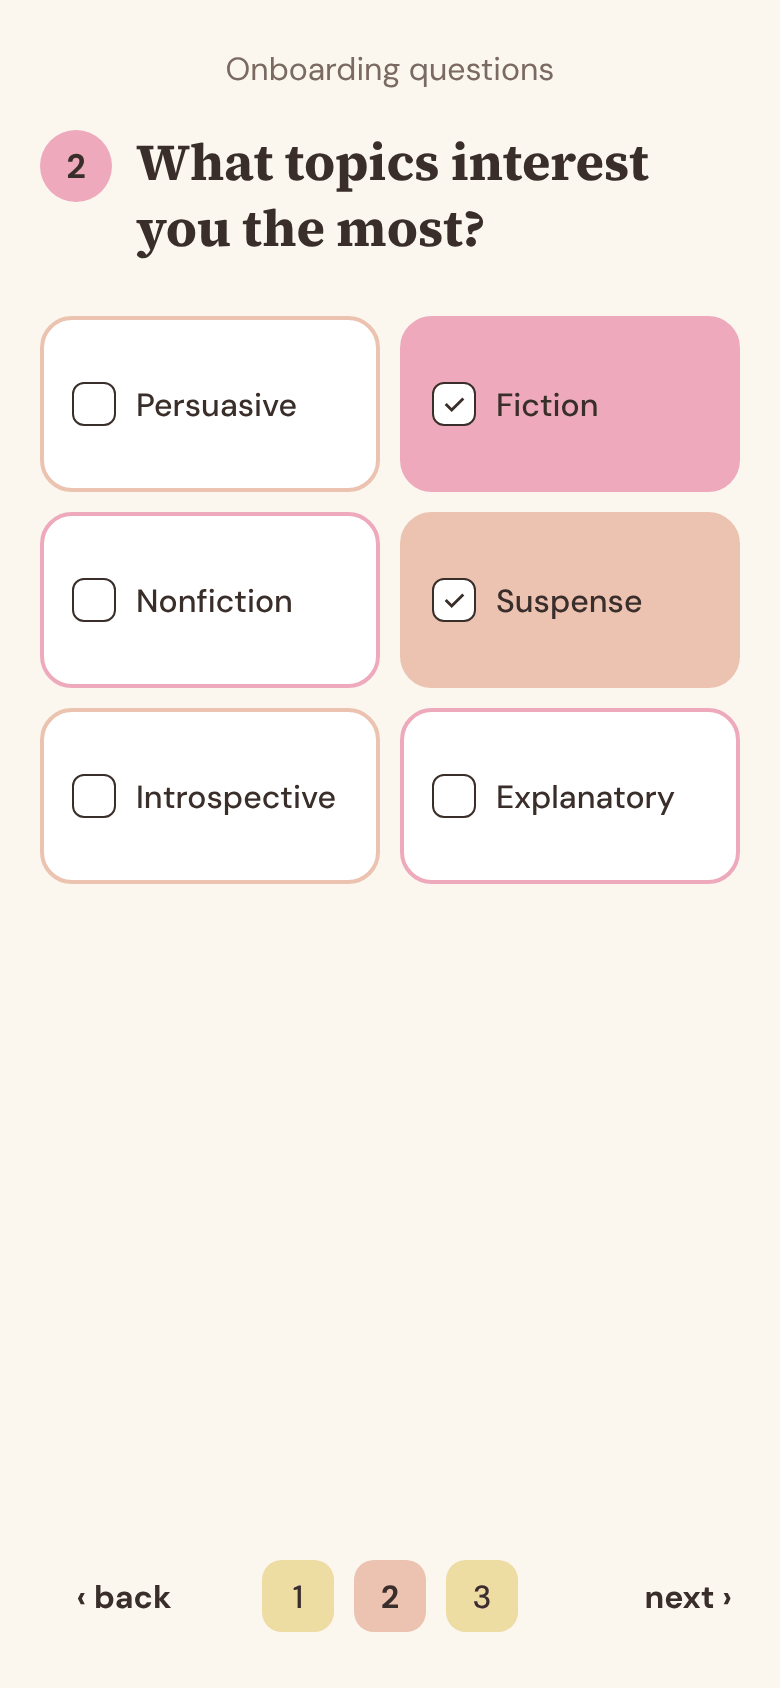 Onboarding questions
2
What topics interest
you the most?
Persuasive
Fiction
Nonfiction
Suspense
Introspective
Explanatory
‹ back
1
2
3
next ›